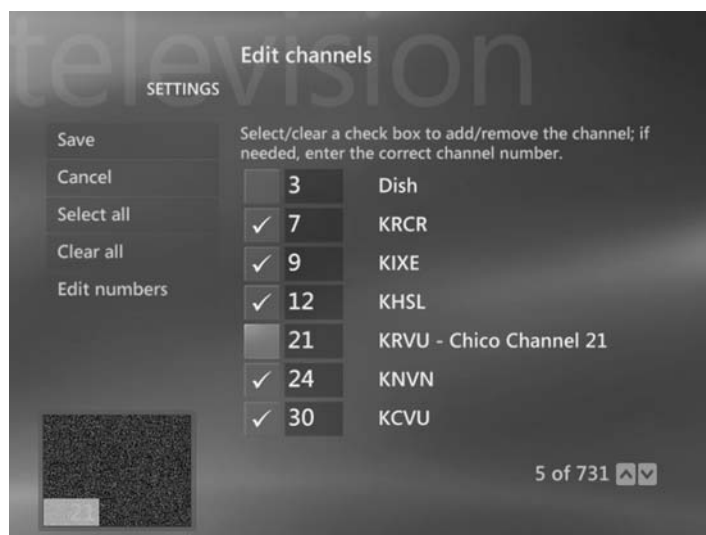 television
Edit channels
SETTINGS
Save
Cancel
Select all
Clear all
Edit numbers
Select/clear a check box to add/remove the channel; if
needed, enter the correct channel number.
3 Dish
✓ 7 KRCR
✓ 9 KIXE
✓ 12 KHSL
21 KRVU - Chico Channel 21
✓ 24 KNVN
✓ 30 KCVU
5 of 731
21